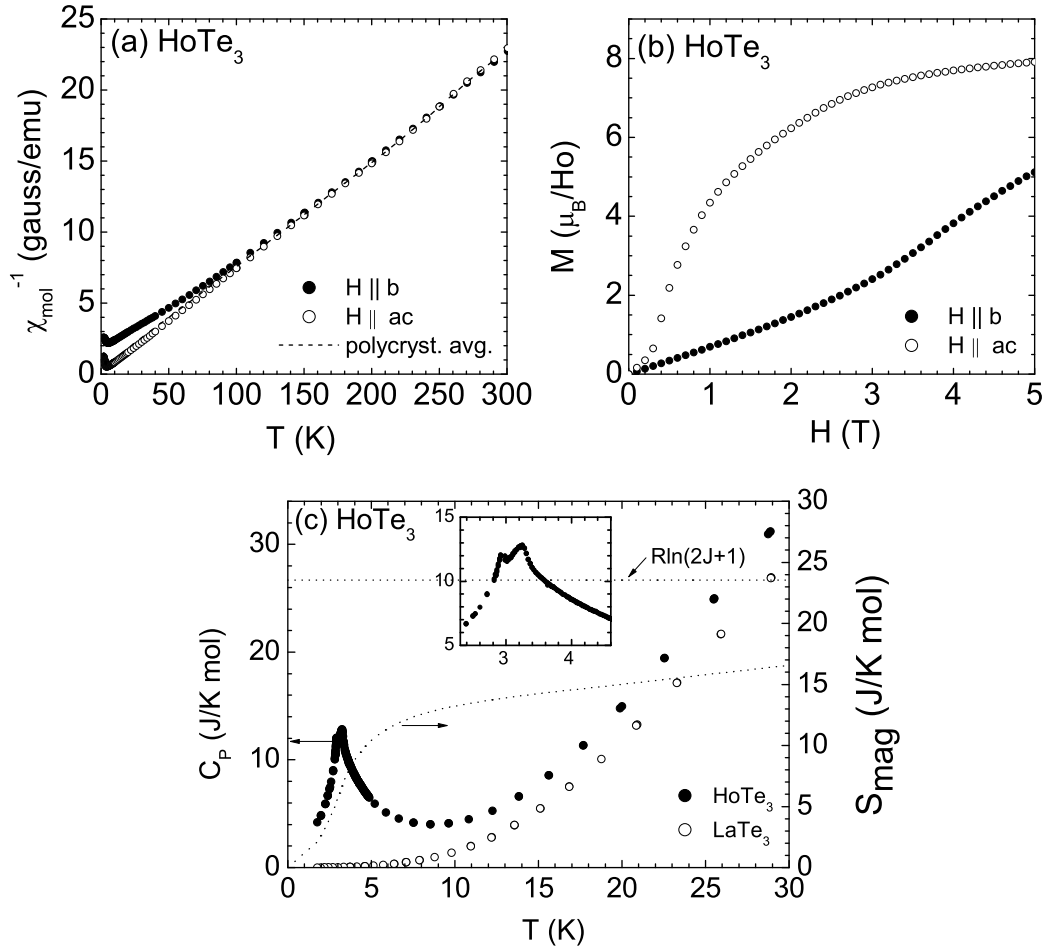 (a) HoTe3
25
20
15
10
5
0
χmol-1 (gauss/emu)
H || b
H || ac
polycryst. avg.
0 50 100 150 200 250 300
T (K)
(b) HoTe3
8
6
4
2
0
M (μB/Ho)
H || b
H || ac
0 1 2 3 4 5
H (T)
(c) HoTe3
30
20
10
0
CP (J/K mol)
15
10
5
3 4
Rln(2J+1)
30
25
20
15
10
5
0
Smag (J/K mol)
HoTe3
LaTe3
0 5 10 15 20 25 30
T (K)